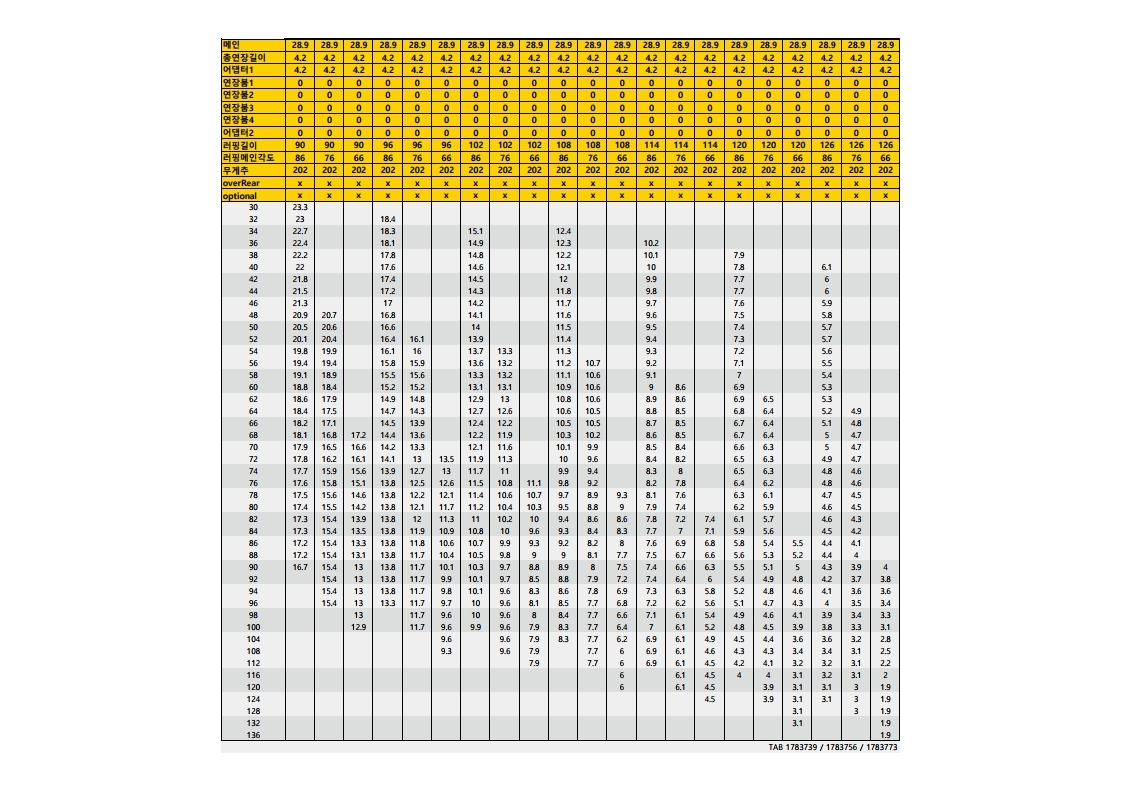 메인 28.9 28.9 28.9 28.9 28.9 28.9 28.9 28.9 28.9 28.9 28.9 28.9 28.9 28.9 28.9 28.9 28.9 28.9 28.9 28.9 28.9
총연장길이 4.2 4.2 4.2 4.2 4.2 4.2 4.2 4.2 4.2 4.2 4.2 4.2 4.2 4.2 4.2 4.2 4.2 4.2 4.2 4.2 4.2
어댑터1 4.2 4.2 4.2 4.2 4.2 4.2 4.2 4.2 4.2 4.2 4.2 4.2 4.2 4.2 4.2 4.2 4.2 4.2 4.2 4.2 4.2
연장붐1 0 0 0 0 0 0 0 0 0 0 0 0 0 0 0 0 0 0 0 0 0
연장붐2 0 0 0 0 0 0 0 0 0 0 0 0 0 0 0 0 0 0 0 0 0
연장붐3 0 0 0 0 0 0 0 0 0 0 0 0 0 0 0 0 0 0 0 0 0
연장붐4 0 0 0 0 0 0 0 0 0 0 0 0 0 0 0 0 0 0 0 0 0
어댑터2 0 0 0 0 0 0 0 0 0 0 0 0 0 0 0 0 0 0 0 0 0
러핑길이 90 90 90 96 96 96 102 102 102 108 108 108 114 114 114 120 120 120 126 126 126
러핑메인각도 86 76 66 86 76 66 86 76 66 86 76 66 86 76 66 86 76 66 86 76 66
무게추 202 202 202 202 202 202 202 202 202 202 202 202 202 202 202 202 202 202 202 202 202
overRear x x x x x x x x x x x x x x x x x x x x x
optional x x x x x x x x x x x x x x x x x x x x x
30 23.3
32 23 18.4
34 22.7 18.3 15.1 12.4
36 22.4 18.1 14.9 12.3 10.2
38 22.2 17.8 14.8 12.2 10.1 7.9
40 22 17.6 14.6 12.1 10 7.8 6.1
42 21.8 17.4 14.5 12 9.9 7.7 6
44 21.5 17.2 14.3 11.8 9.8 7.7 6
46 21.3 17 14.2 11.7 9.7 7.6 5.9
48 20.9 20.7 16.8 14.1 11.6 9.6 7.5 5.8
50 20.5 20.6 16.6 14 11.5 9.5 7.4 5.7
52 20.1 20.4 16.4 16.1 13.9 11.4 9.4 7.3 5.7
54 19.8 19.9 16.1 16 13.7 13.3 11.3 9.3 7.2 5.6
56 19.4 19.4 15.8 15.9 13.6 13.2 11.2 10.7 9.2 7.1 5.5
58 19.1 18.9 15.5 15.6 13.3 13.2 11.1 10.6 9.1 7 5.4
60 18.8 18.4 15.2 15.2 13.1 13.1 10.9 10.6 9 8.6 6.9 5.3
62 18.6 17.9 14.9 14.8 12.9 13 10.8 10.6 8.9 8.6 6.9 6.5 5.3
64 18.4 17.5 14.7 14.3 12.7 12.6 10.6 10.5 8.8 8.5 6.8 6.4 5.2 4.9
66 18.2 17.1 14.5 13.9 12.4 12.2 10.5 10.5 8.7 8.5 6.7 6.4 5.1 4.8
68 18.1 16.8 17.2 14.4 13.6 12.2 11.9 10.3 10.2 8.6 8.5 6.7 6.4 5 4.7
70 17.9 16.5 16.6 14.2 13.3 12.1 11.6 10.1 9.9 8.5 8.4 6.6 6.3 5 4.7
72 17.8 16.2 16.1 14.1 13 13.5 11.9 11.3 10 9.6 8.4 8.2 6.5 6.3 4.9 4.7
74 17.7 15.9 15.6 13.9 12.7 13 11.7 11 9.9 9.4 8.3 8 6.5 6.3 4.8 4.6
76 17.6 15.8 15.1 13.8 12.5 12.6 11.5 10.8 11.1 9.8 9.2 8.2 7.8 6.4 6.2 4.8 4.6
78 17.5 15.6 14.6 13.8 12.2 12.1 11.4 10.6 10.7 9.7 8.9 9.3 8.1 7.6 6.3 6.1 4.7 4.5
80 17.4 15.5 14.2 13.8 12.1 11.7 11.2 10.4 10.3 9.5 8.8 9 7.9 7.4 6.2 5.9 4.6 4.5
82 17.3 15.4 13.9 13.8 12 11.3 11 10.2 10 9.4 8.6 8.6 7.8 7.2 7.4 6.1 5.7 4.6 4.3
84 17.3 15.4 13.5 13.8 11.9 10.9 10.8 10 9.6 9.3 8.4 8.3 7.7 7 7.1 5.9 5.6 4.5 4.2
86 17.2 15.4 13.3 13.8 11.8 10.6 10.7 9.9 9.3 9.2 8.2 8 7.6 6.9 6.8 5.8 5.4 5.5 4.4 4.1
88 17.2 15.4 13.1 13.8 11.7 10.4 10.5 9.8 9 9 8.1 7.7 7.5 6.7 6.6 5.6 5.3 5.2 4.4 4
90 16.7 15.4 13 13.8 11.7 10.1 10.3 9.7 8.8 8.9 8 7.5 7.4 6.6 6.3 5.5 5.1 5 4.3 3.9 4
92 15.4 13 13.8 11.7 9.9 10.1 9.7 8.5 8.8 7.9 7.2 7.4 6.4 6 5.4 4.9 4.8 4.2 3.7 3.8
94 15.4 13 13.8 11.7 9.8 10.1 9.6 8.3 8.6 7.8 6.9 7.3 6.3 5.8 5.2 4.8 4.6 4.1 3.6 3.6
96 15.4 13 13.3 11.7 9.7 10 9.6 8.1 8.5 7.7 6.8 7.2 6.2 5.6 5.1 4.7 4.3 4 3.5 3.4
98 13 11.7 9.6 10 9.6 8 8.4 7.7 6.6 7.1 6.1 5.4 4.9 4.6 4.1 3.9 3.4 3.3
100 12.9 11.7 9.6 9.9 9.6 7.9 8.3 7.7 6.4 7 6.1 5.2 4.8 4.5 3.9 3.8 3.3 3.1
104 9.6 9.6 7.9 8.3 7.7 6.2 6.9 6.1 4.9 4.5 4.4 3.6 3.6 3.2 2.8
108 9.3 9.6 7.9 7.7 6 6.9 6.1 4.6 4.3 4.3 3.4 3.4 3.1 2.5
112 7.9 7.7 6 6.9 6.1 4.5 4.2 4.1 3.2 3.2 3.1 2.2
116 6 6.1 4.5 4 4 3.1 3.2 3.1 2
120 6 6.1 4.5 3.9 3.1 3.1 3 1.9
124 4.5 3.9 3.1 3.1 3 1.9
128 3.1 3 1.9
132 3.1 1.9
136 1.9
TAB 1783739 / 1783756 / 1783773